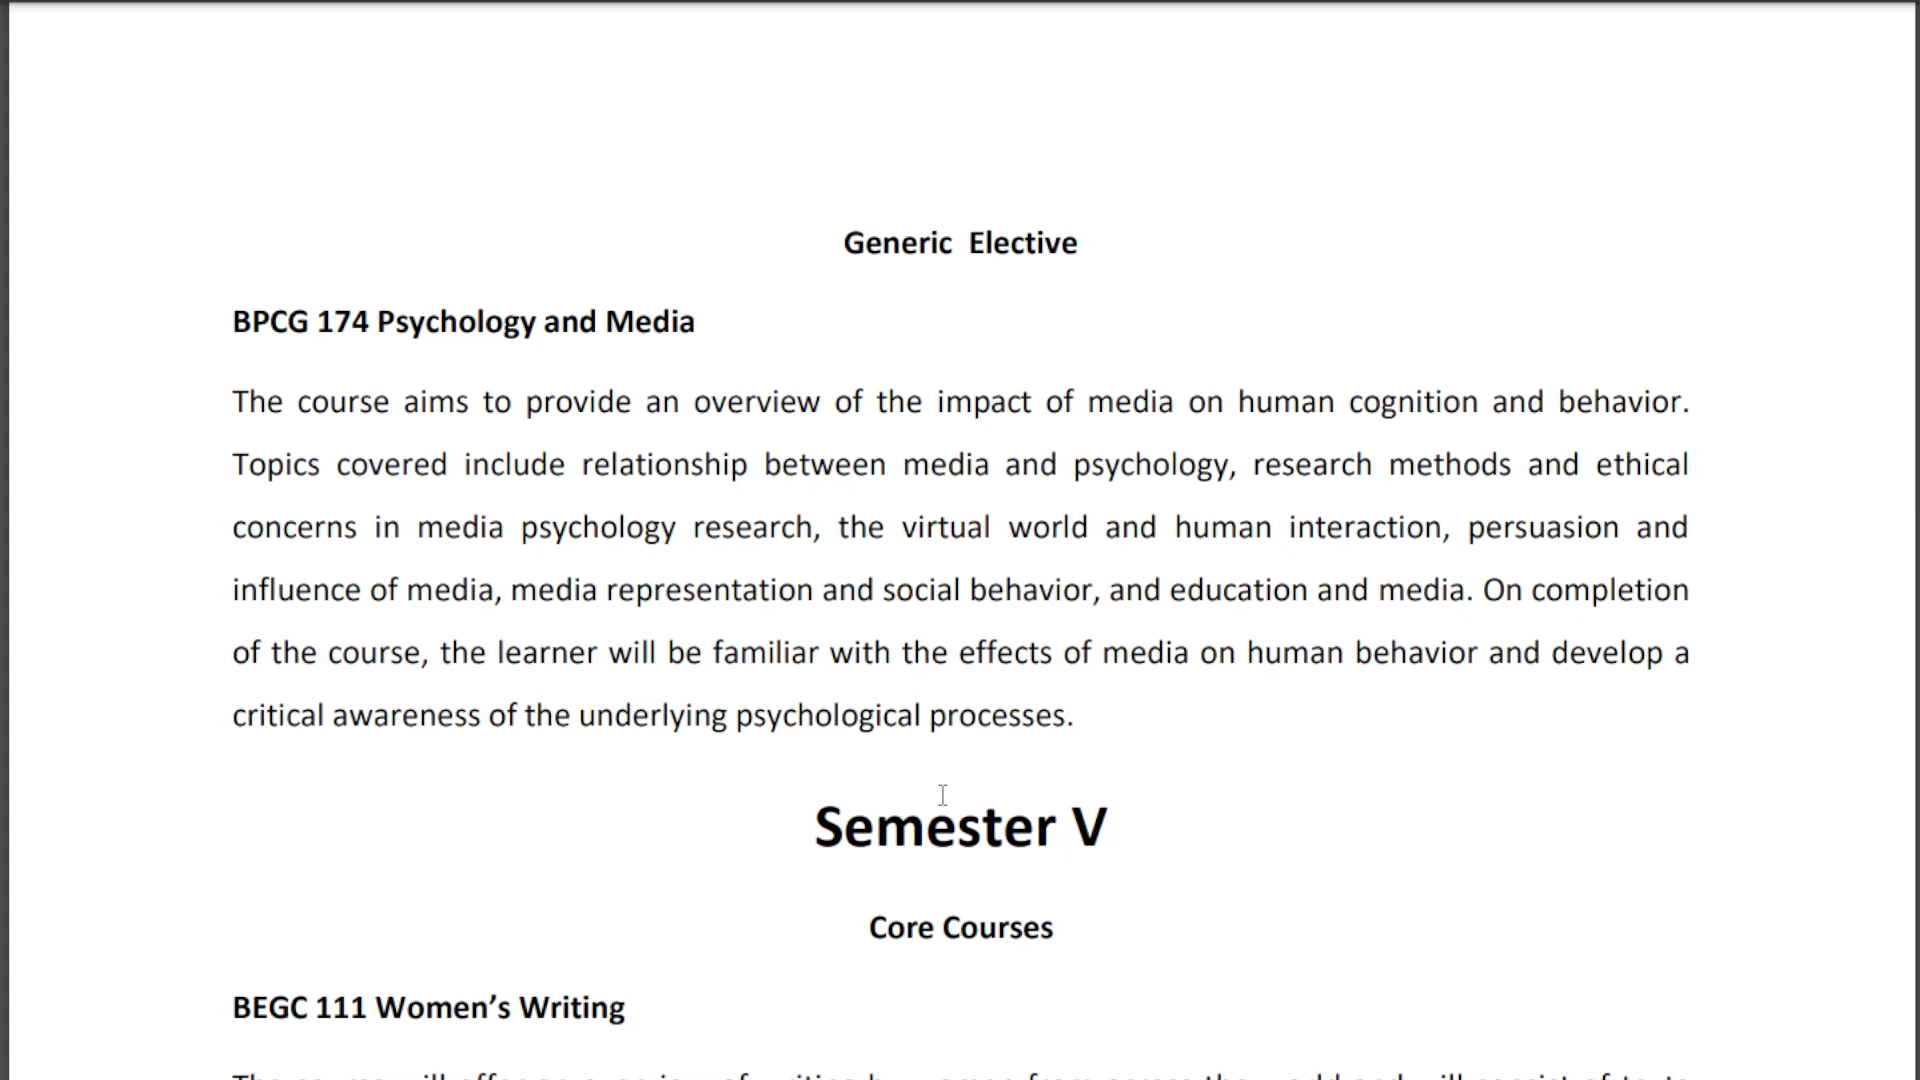 Generic Elective
BPCG 174 Psychology and Media
The course aims to provide an overview of the impact of media on human cognition and behavior.
Topics covered include relationship between media and psychology, research methods and ethical
concerns in media psychology research, the virtual world and human interaction, persuasion and
influence of media, media representation and social behavior, and education and media. On completion
of the course, the learner will be familiar with the effects of media on human behavior and develop a
critical awareness of the underlying psychological processes.
Semester V
Core Courses
BEGC 111 Women’s Writing